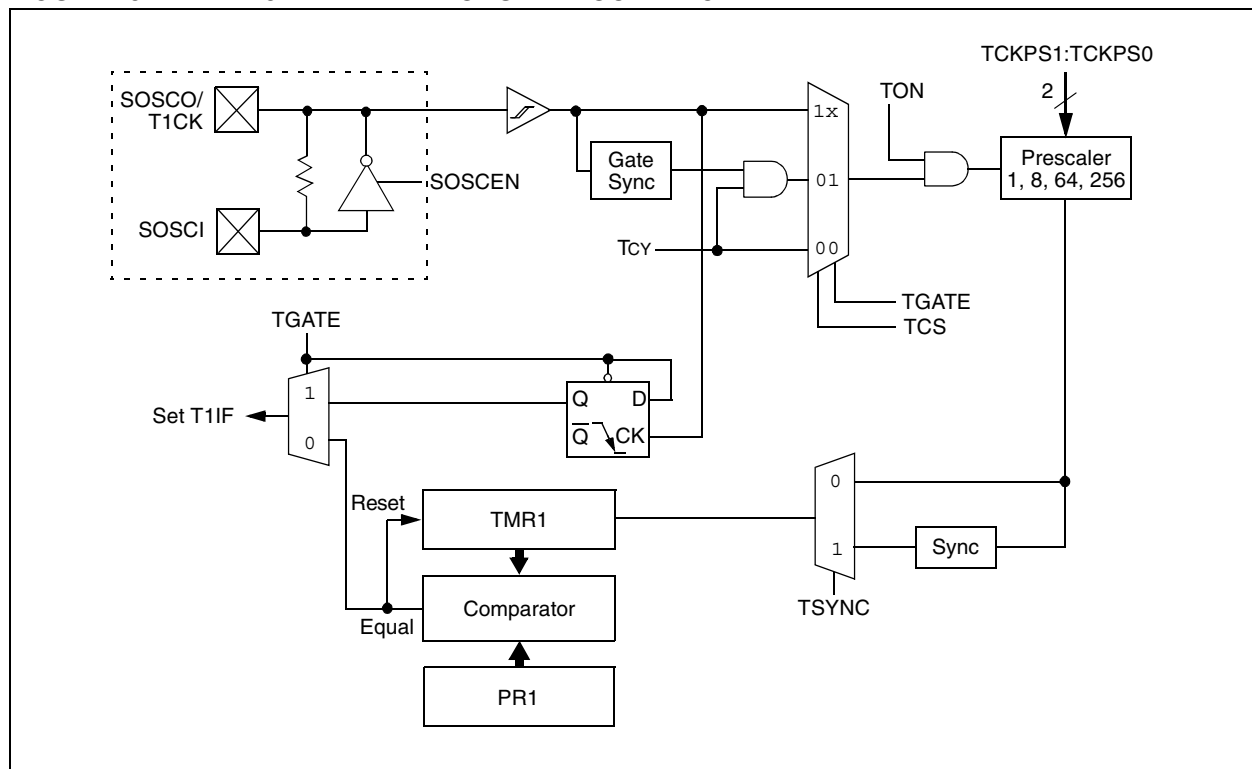 TCKPS1:TCKPS0
2
TON
SOSCO/
T1CK
1x
Gate
Sync
Prescaler
1, 8, 64, 256
SOSCEN
01
SOSCI
TCY
00
TGATE
TCS
TGATE
1
Q
D
Set T1IF
Q
CK
0
Reset
TMR1
0
1
Sync
Comparator
TSYNC
Equal
PR1